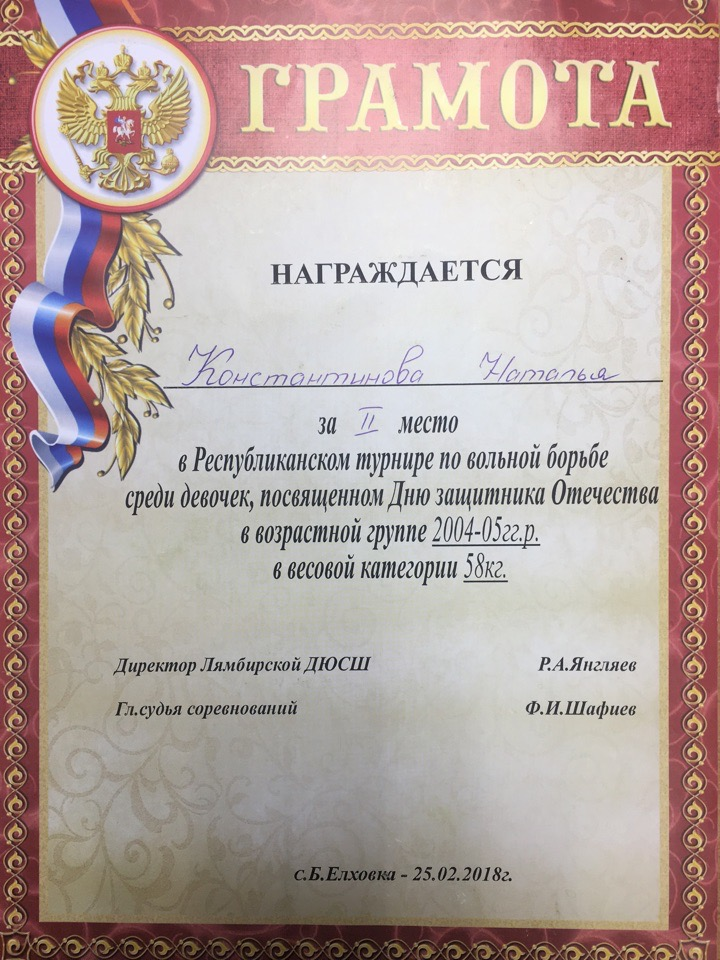 ГРАМОТА
НАГРАЖДАЕТСЯ
Константинова Наталья
за II место
в Республиканском турнире по вольной борьбе
среди девочек, посвященном Дню защитника Отечества
в возрастной группе 2004-05гг.р.
в весовой категории 58кг.
Директор Лямбирской ДЮСШ Р.А.Янгляев
Гл.судья соревнований Ф.И.Шафиев
с.Б.Елховка - 25.02.2018г.